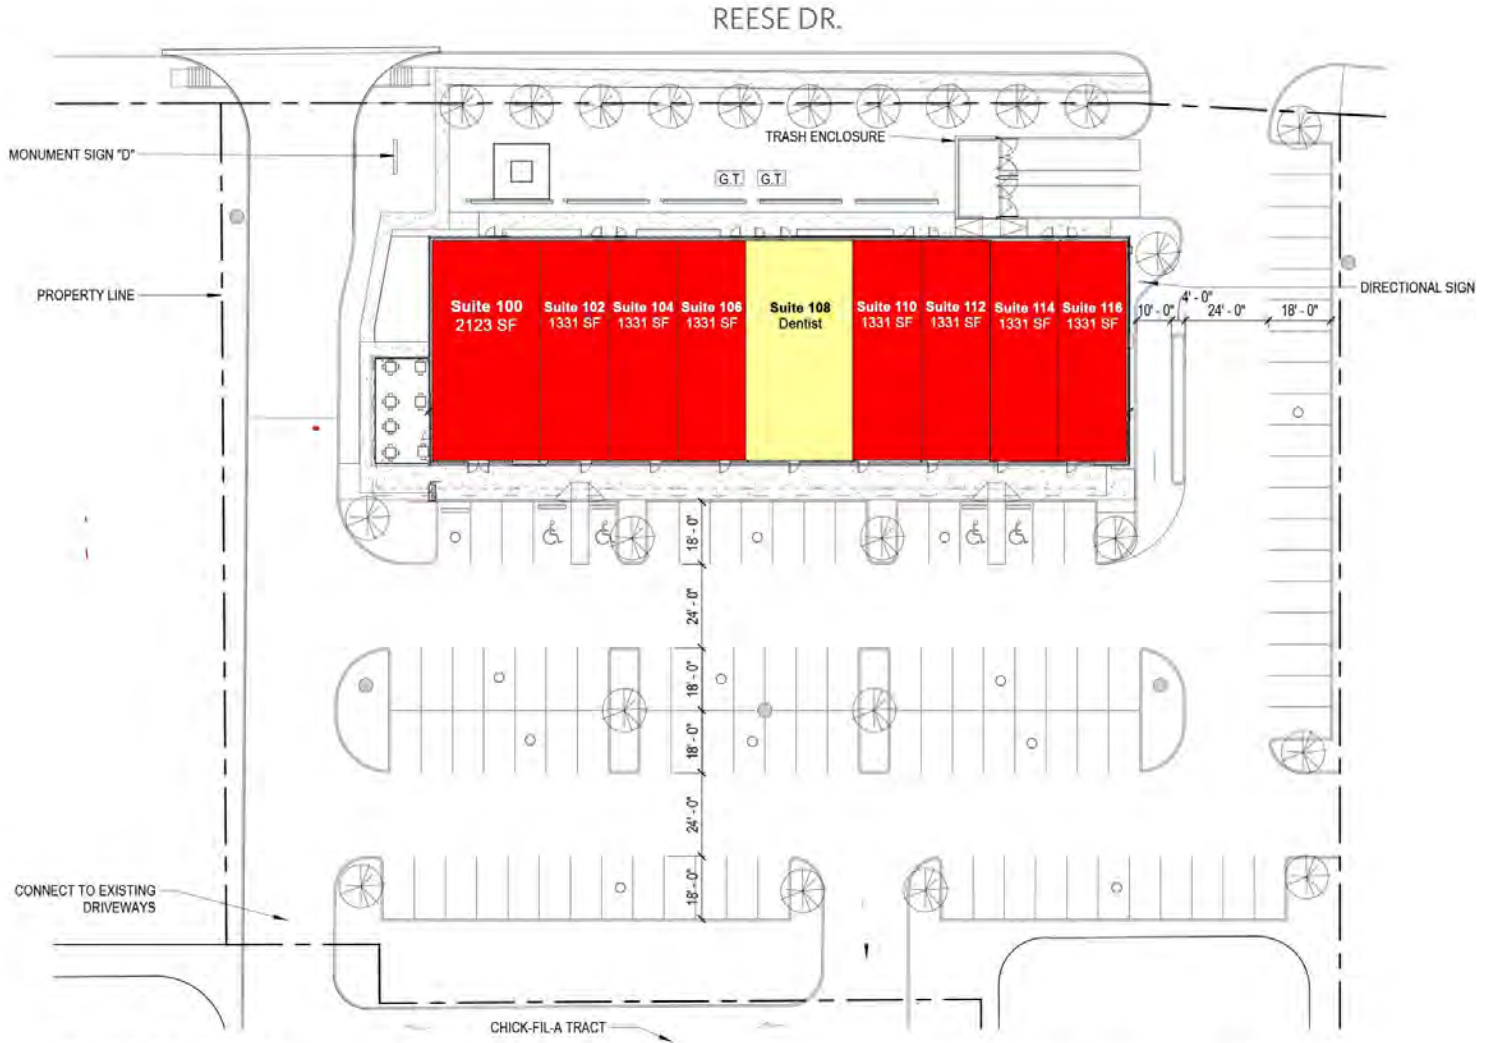 REESE DR.
TRASH ENCLOSURE
MONUMENT SIGN "D"
G.T. G.T.
PROPERTY LINE
DIRECTIONAL SIGN
4' - 0"
10' - 0" 24' - 0" 18' - 0"
Suite 100
2123 SF
Suite 102
1331 SF
Suite 104
1331 SF
Suite 106
1331 SF
Suite 108
Dentist
Suite 110
1331 SF
Suite 112
1331 SF
Suite 114
1331 SF
Suite 116
1331 SF
18' - 0"
24' - 0"
18' - 0"
18' - 0"
24' - 0"
18' - 0"
CONNECT TO EXISTING
DRIVEWAYS
CHICK-FIL-A TRACT